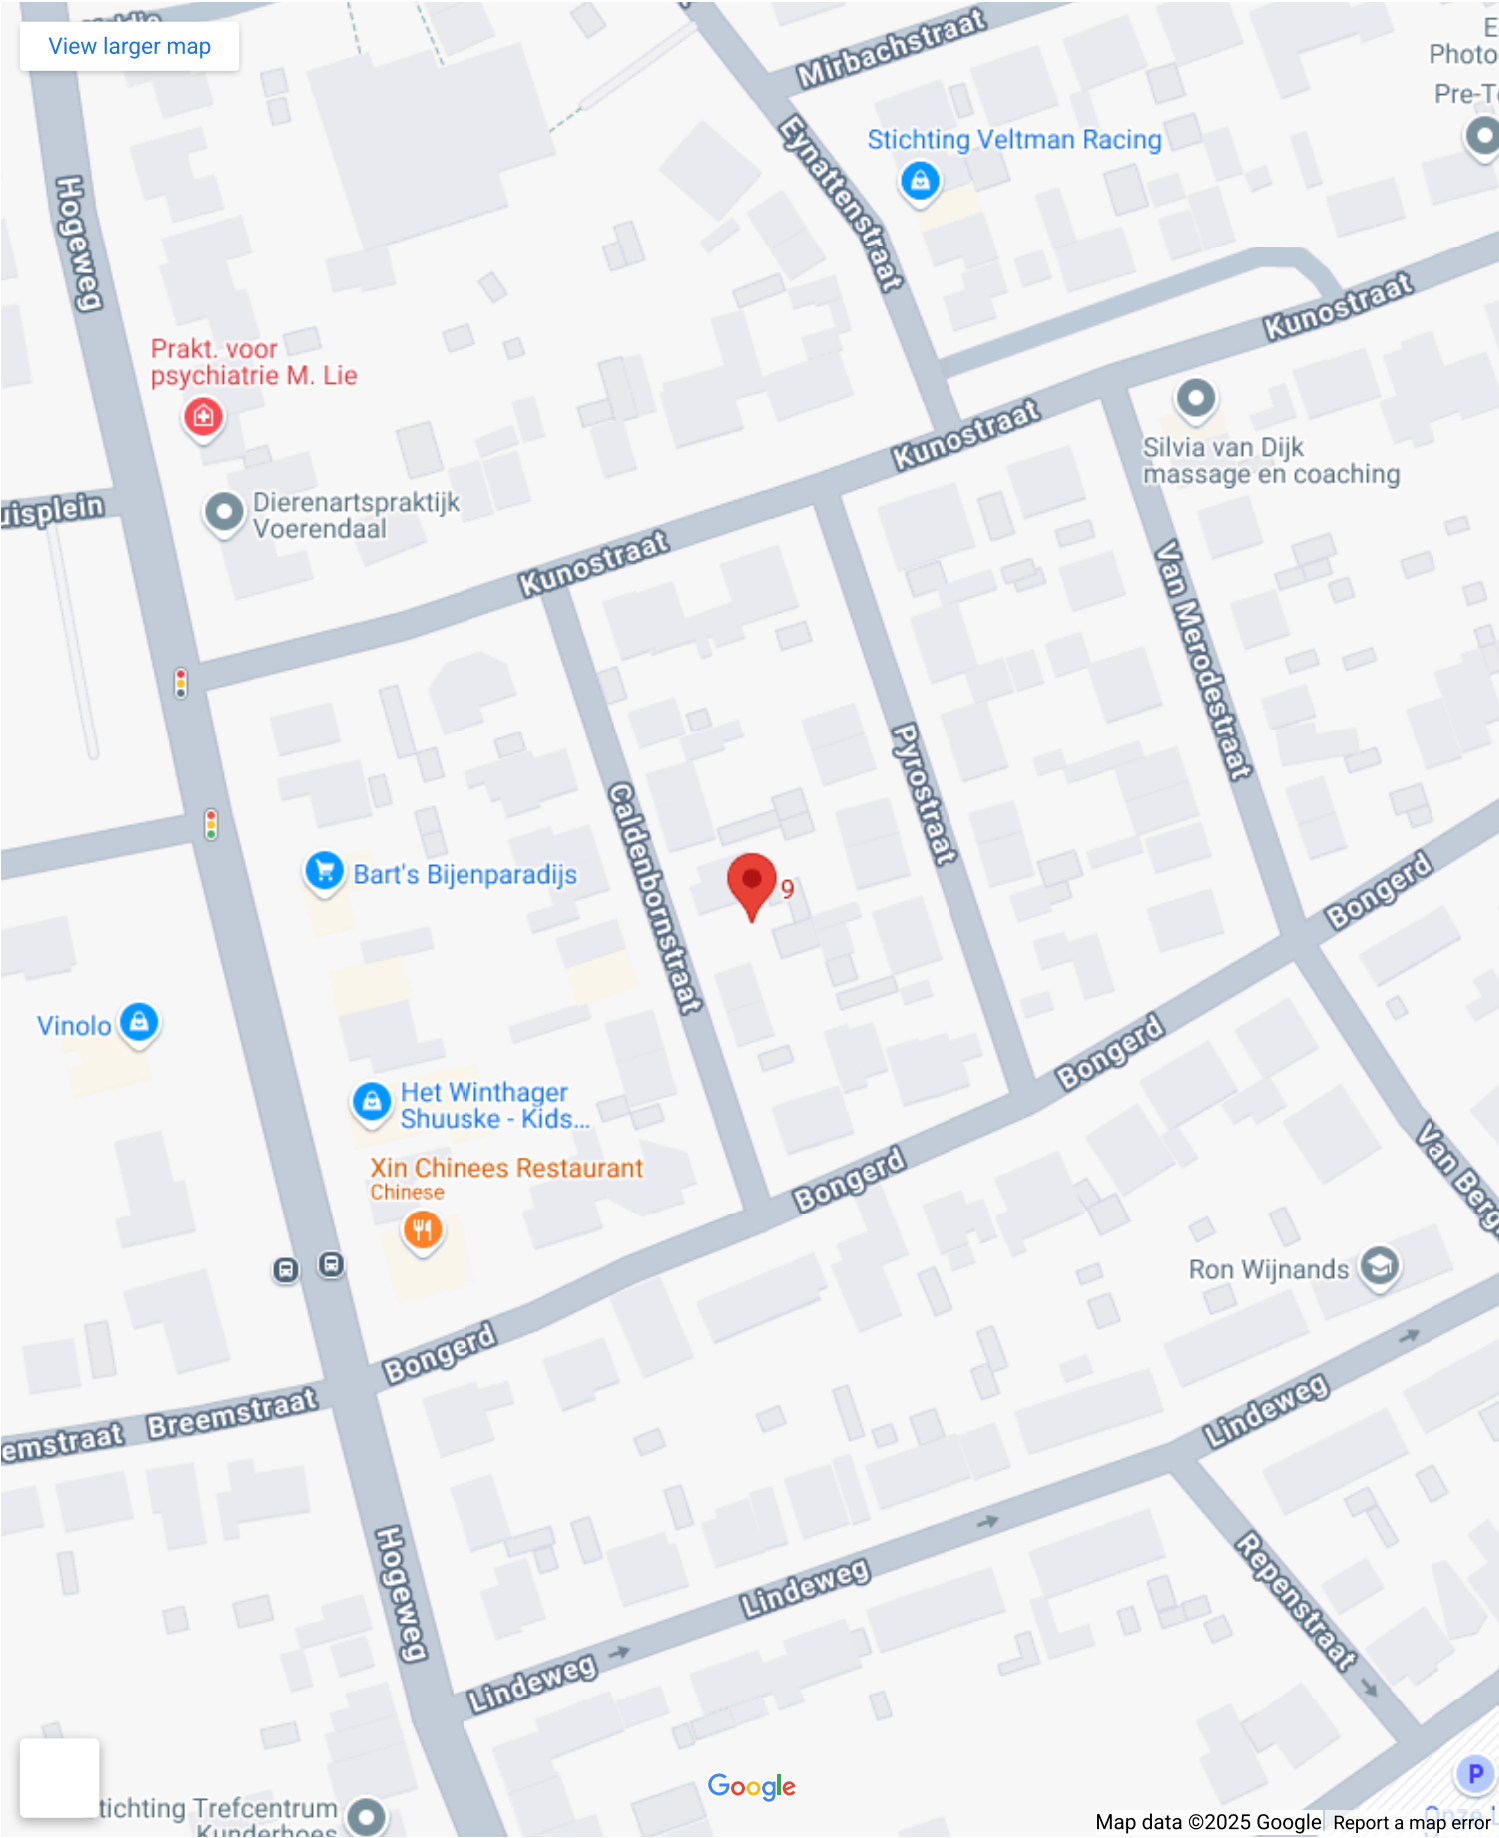 View larger map
Mirbachstraat
Photo
Pre-T
Stichting Veltman Racing
Eynattenstraat
Hogeweg
Kunostraat
Prakt. voor
psychiatrie M. Lie
Kunostraat
Silvia van Dijk
massage en coaching
uisplein
Dierenartspraktijk
Voerendaal
Kunostraat
Van Merodestraat
Pyrostraat
Caldenbornstraat
Bart's Bijenparadijs
9
Bongerd
Vinolo
Bongerd
Het Winthager
Shuuske - Kids...
Van Berg
Xin Chinees Restaurant
Chinese
Bongerd
Ron Wijnands
Bongerd
Breemstraat
emstraat
Lindeweg
Hogeweg
Lindeweg
Repenstraat
Lindeweg
P
Google
tichting Trefcentrum
Kunderhoes
Map data ©2025 Google
Report a map error